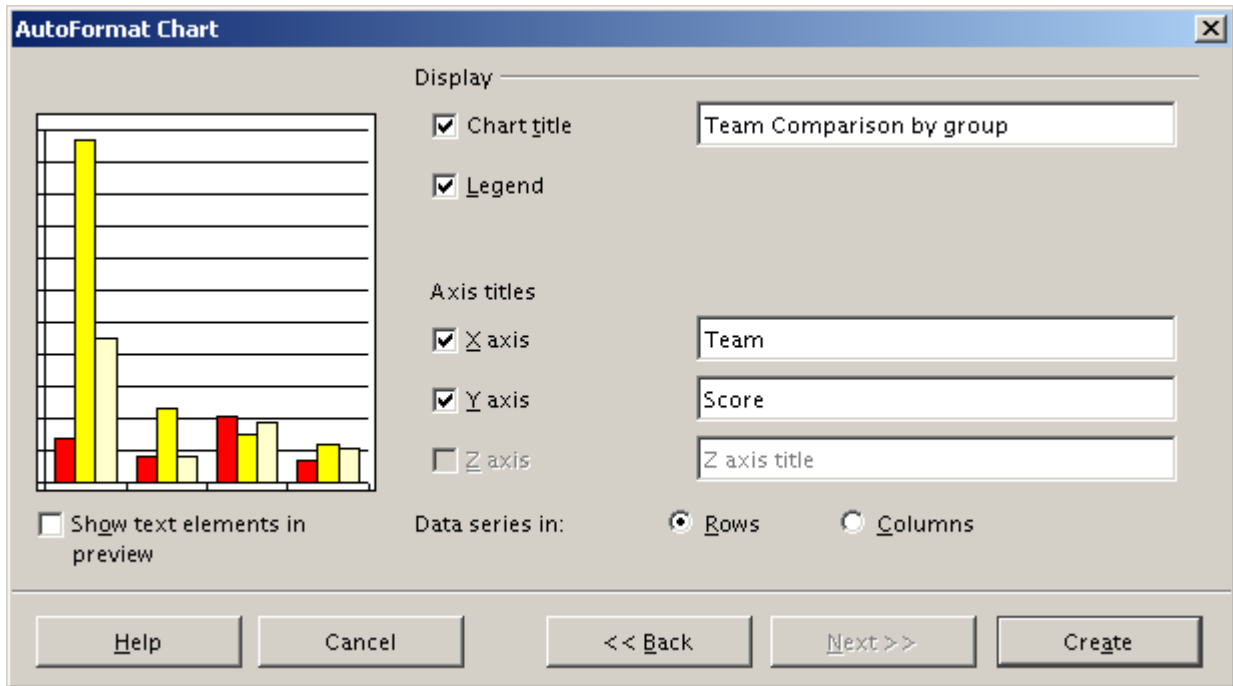 AutoFormat Chart
Display
Chart title
Team Comparison by group
Legend
Axis titles
X axis
Team
Y axis
Score
Z axis
Z axis title
Show text elements in
preview
Data series in:
Rows
Columns
Help
Cancel
<< Back
Next >>
Create